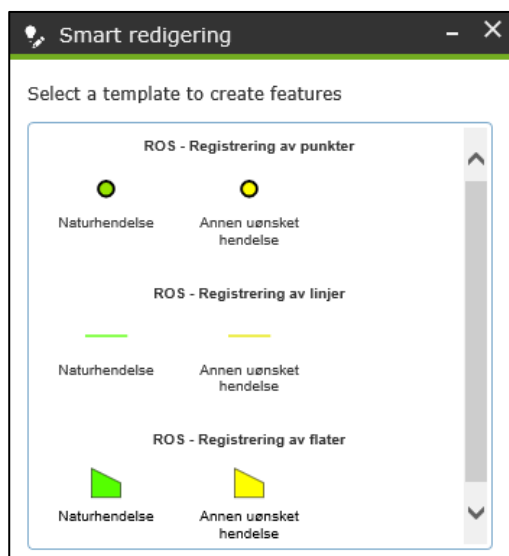 Smart redigering
Select a template to create features
ROS - Registrering av punkter
Naturhendelse
Annen uønsket
hendelse
ROS - Registrering av linjer
Naturhendelse
Annen uønsket
hendelse
ROS - Registrering av flater
Naturhendelse
Annen uønsket
hendelse